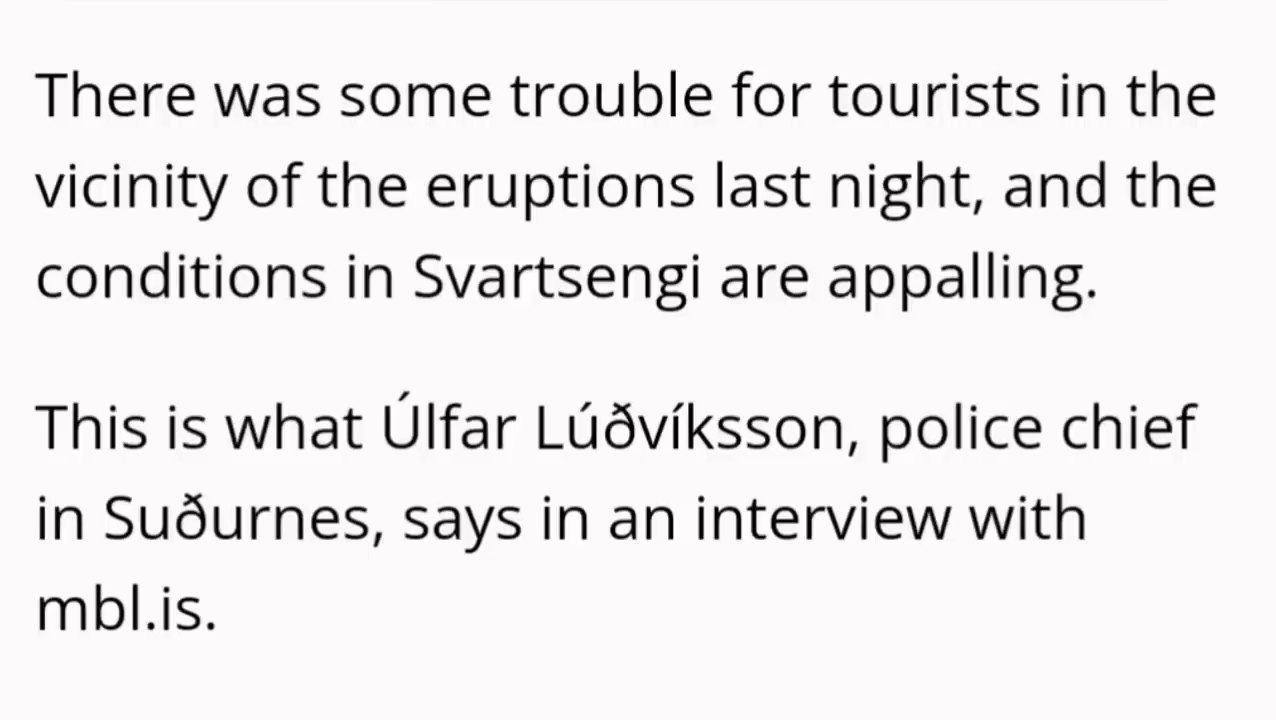 There was some trouble for tourists in the
vicinity of the eruptions last night, and the
conditions in Svartsengi are appalling.
This is what Úlfar Lúðvíksson, police chief
in Suðurnes, says in an interview with
mbl.is.